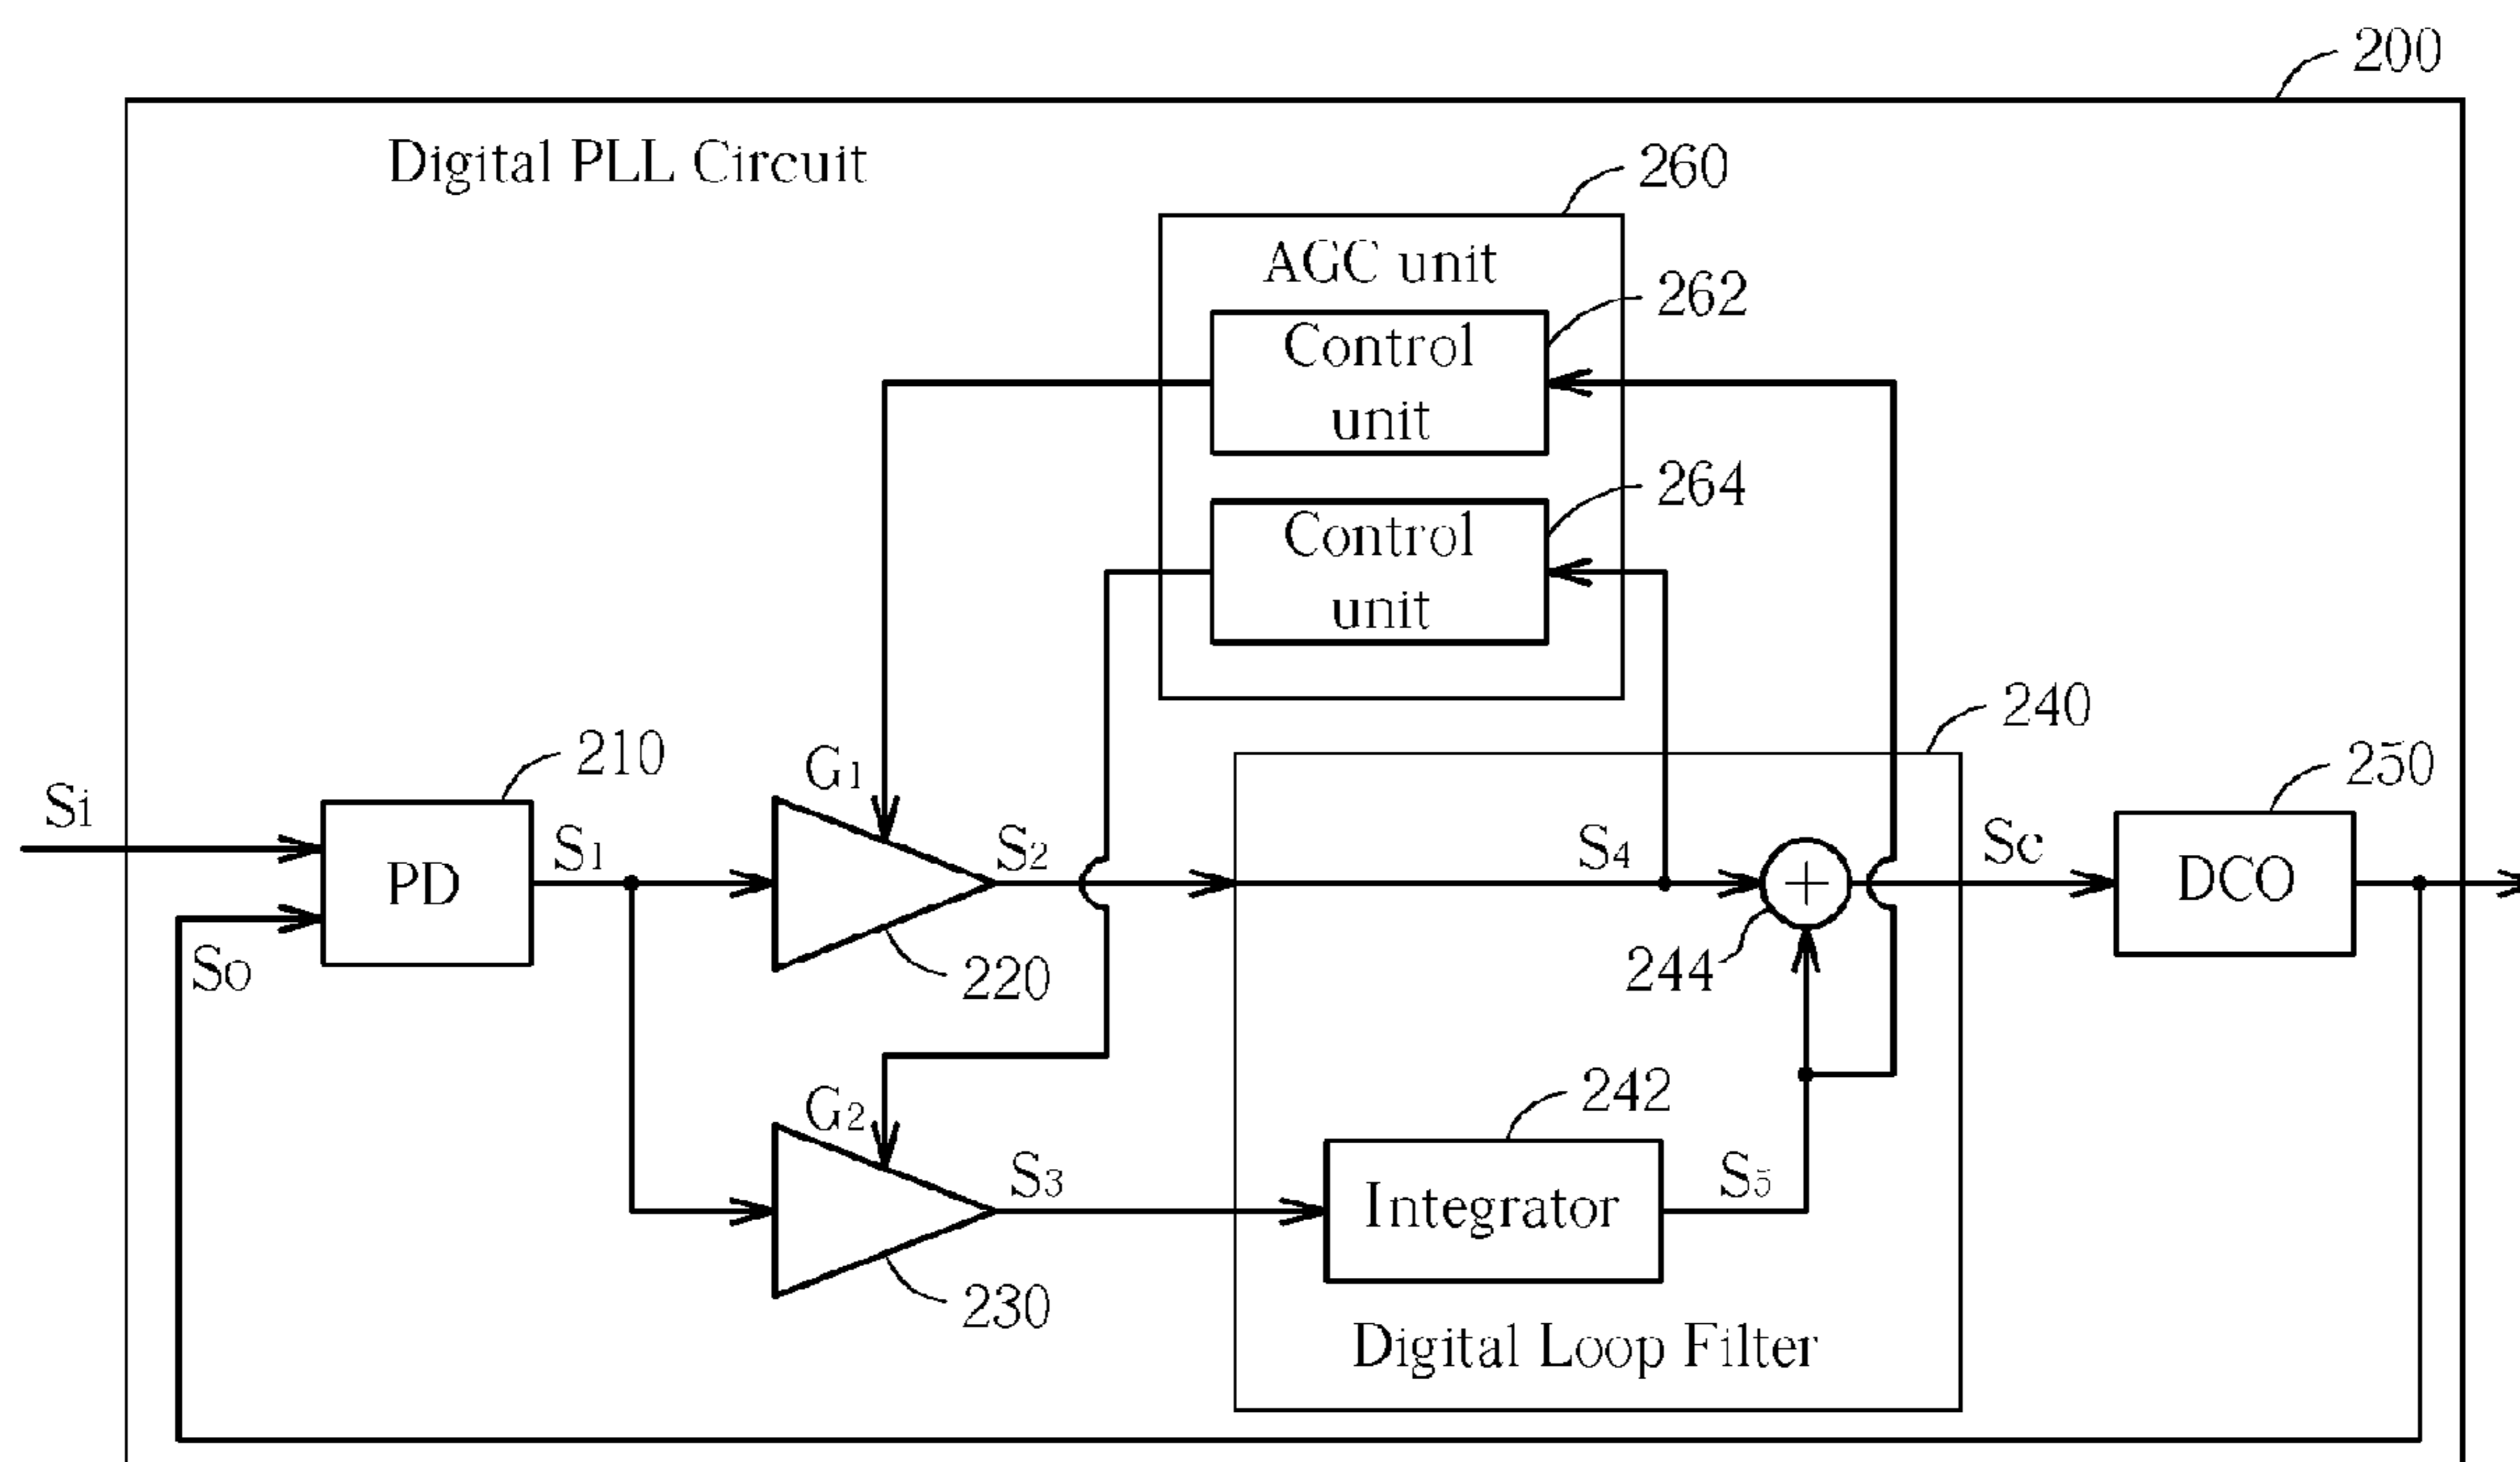 200
Digital PLL Circuit
260
AGC unit
262
Control
unit
264
Control
unit
240
250
210
G1
Si
S1
S2
S4
Sc
PD
DCO
So
220
244
G2
242
S3
S5
Integrator
230
Digital Loop Filter